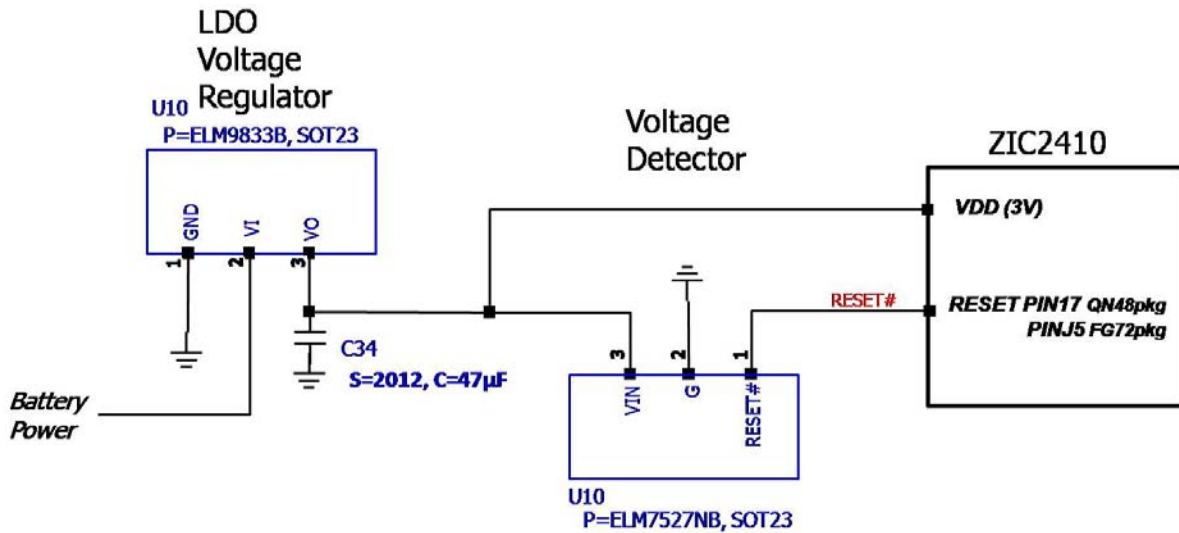 LDO
Voltage
Regulator
U10
P=ELM9833B, SOT23
GND
VI
VO
1
2
3
C34
S=2012, C=47µF
Battery
Power
Voltage
Detector
3
2
1
VIN
G
RESET#
U10
P=ELM7527NB, SOT23
RESET#
ZIC2410
VDD (3V)
RESET PIN17 QN48pkg
PINJ5 FG72pkg